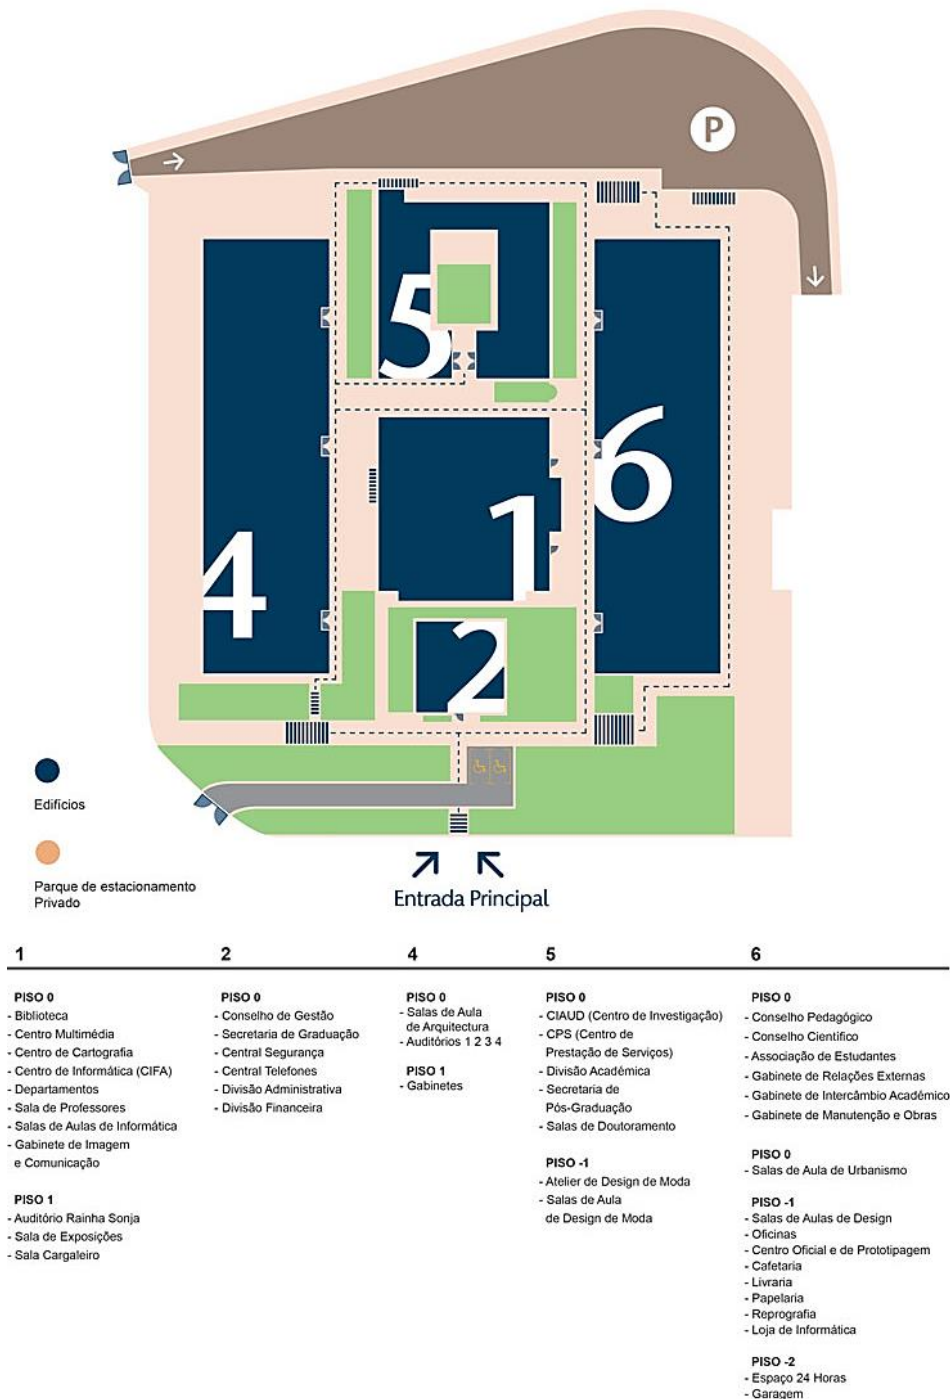 P
5
6
1
4
2
Edifícios
Parque de estacionamento
Privado
Entrada Principal
1
PISO 0
- Biblioteca
- Centro Multimédia
- Centro de Cartografia
- Centro de Informática (CIFA)
- Departamentos
- Sala de Professores
- Salas de Aulas de Informática
- Gabinete de Imagem
e Comunicação
PISO 1
- Auditório Rainha Sonja
- Sala de Exposições
- Sala Cargaleiro
2
PISO 0
- Conselho de Gestão
- Secretaria de Graduação
- Central Segurança
- Central Telefones
- Divisão Administrativa
- Divisão Financeira
4
PISO 0
- Salas de Aula
de Arquitectura
- Auditórios 1 2 3 4
PISO 1
- Gabinetes
5
PISO 0
- CIAUD (Centro de Investigação)
- CPS (Centro de
Prestação de Serviços)
- Divisão Académica
- Secretaria de
Pós-Graduação
- Salas de Doutoramento
PISO -1
- Atelier de Design de Moda
- Salas de Aula
de Design de Moda
6
PISO 0
- Conselho Pedagógico
- Conselho Científico
- Associação de Estudantes
- Gabinete de Relações Externas
- Gabinete de Intercâmbio Académico
- Gabinete de Manutenção e Obras
PISO 0
- Salas de Aula de Urbanismo
PISO -1
- Salas de Aulas de Design
- Oficinas
- Centro Oficial e de Prototipagem
- Cafetaria
- Livraria
- Papelaria
- Reprografia
- Loja de Informática
PISO -2
- Espaço 24 Horas
- Garagem